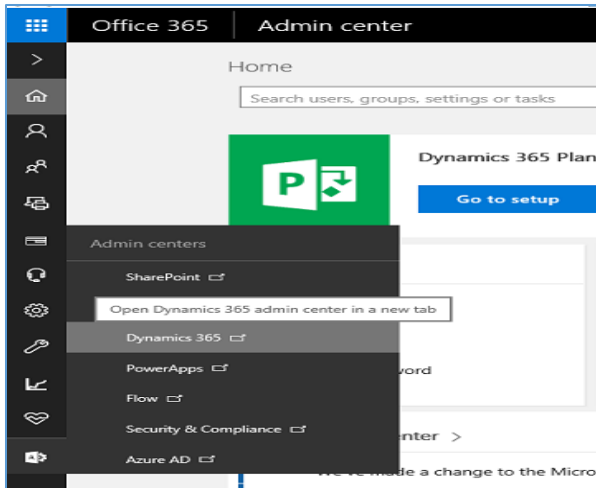 Office 365 Admin center
Home
Search users, groups, settings or tasks
Dynamics 365 Plan
Go to setup
Admin centers
SharePoint
Open Dynamics 365 admin center in a new tab
Dynamics 365
PowerApps
Flow
Security & Compliance
Azure AD
word
nter >
We've made a change to the Micro